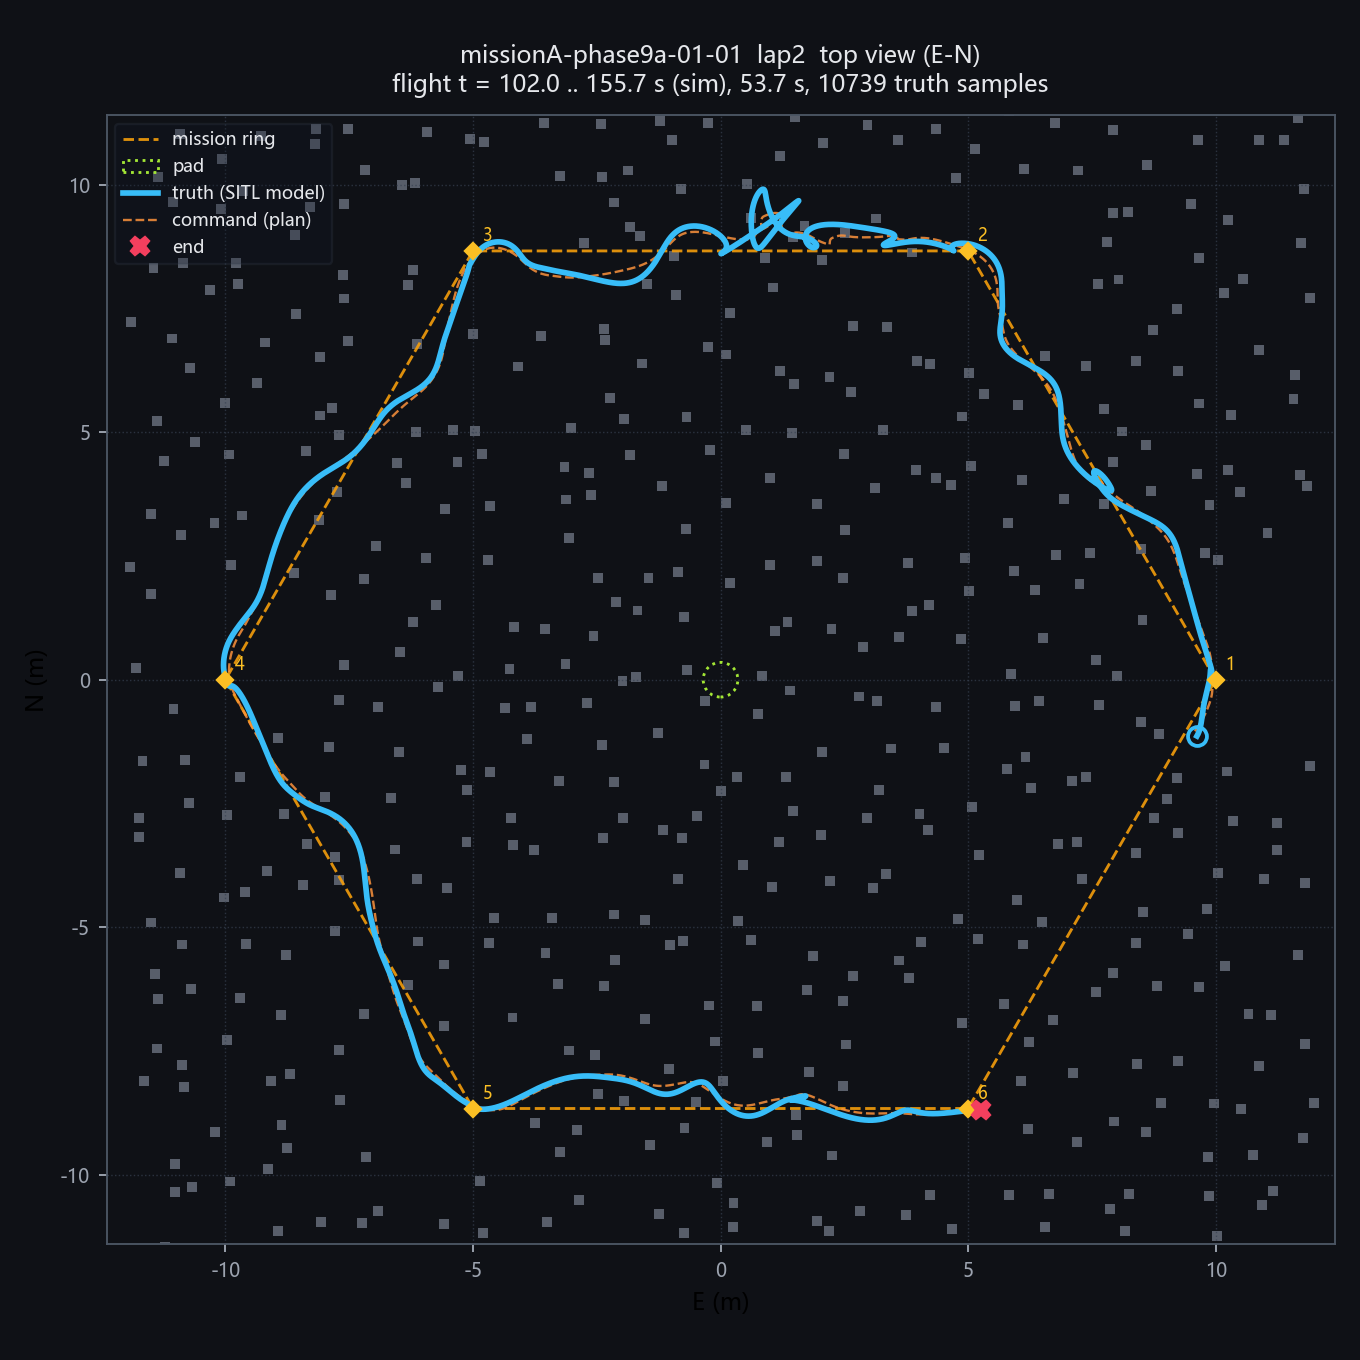 missionA-phase9a-01-01  lap2  top view (E-N)
flight t = 102.0 .. 155.7 s (sim), 53.7 s, 10739 truth samples
mission ring
pad
truth (SITL model)
command (plan)
end
3
2
4
1
5
6
10
5
0
-5
-10
N (m)
-10
-5
0
5
10
E (m)